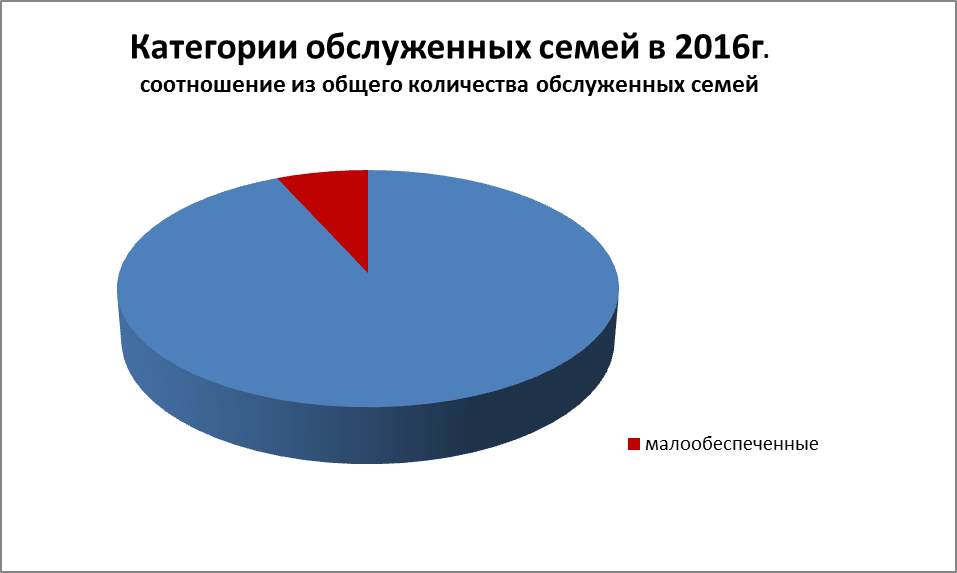 Категории обслуженных семей в 2016г.
соотношение из общего количества обслуженных семей
малообеспеченные